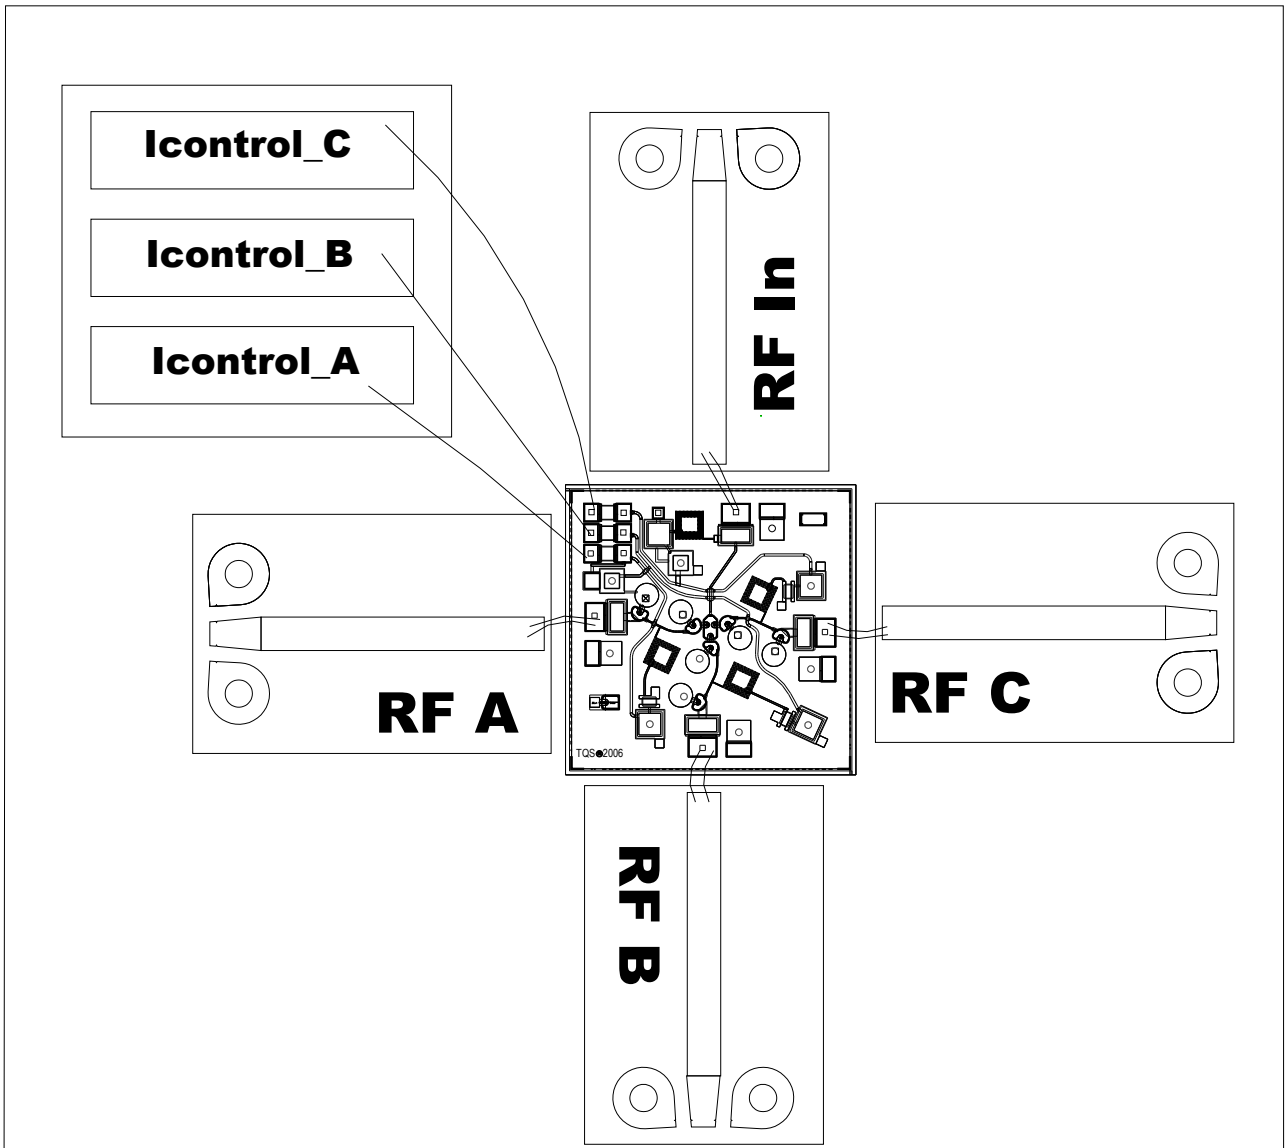 Icontrol_C
Icontrol_B
Icontrol_A
RF In
RF A
RF C
TQS 2006
RF B